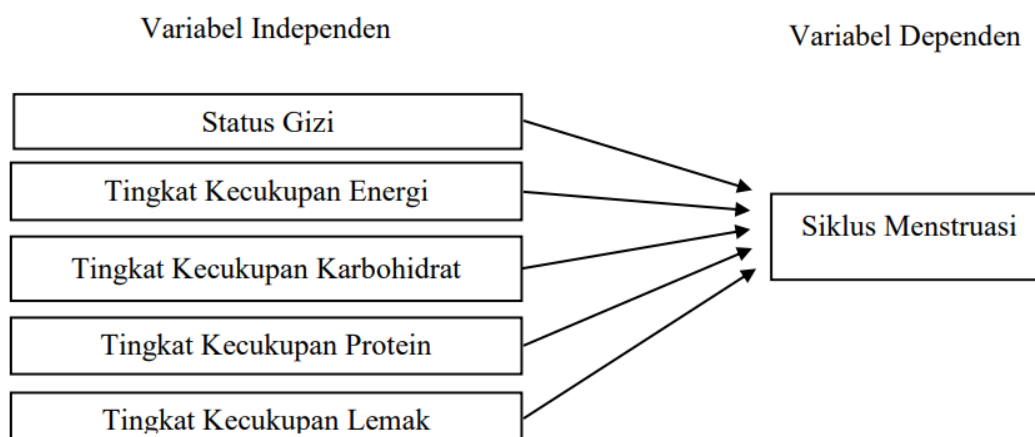 Variabel Independen
Variabel Dependen
Status Gizi
Tingkat Kecukupan Energi
Tingkat Kecukupan Karbohidrat
Tingkat Kecukupan Protein
Tingkat Kecukupan Lemak
Siklus Menstruasi